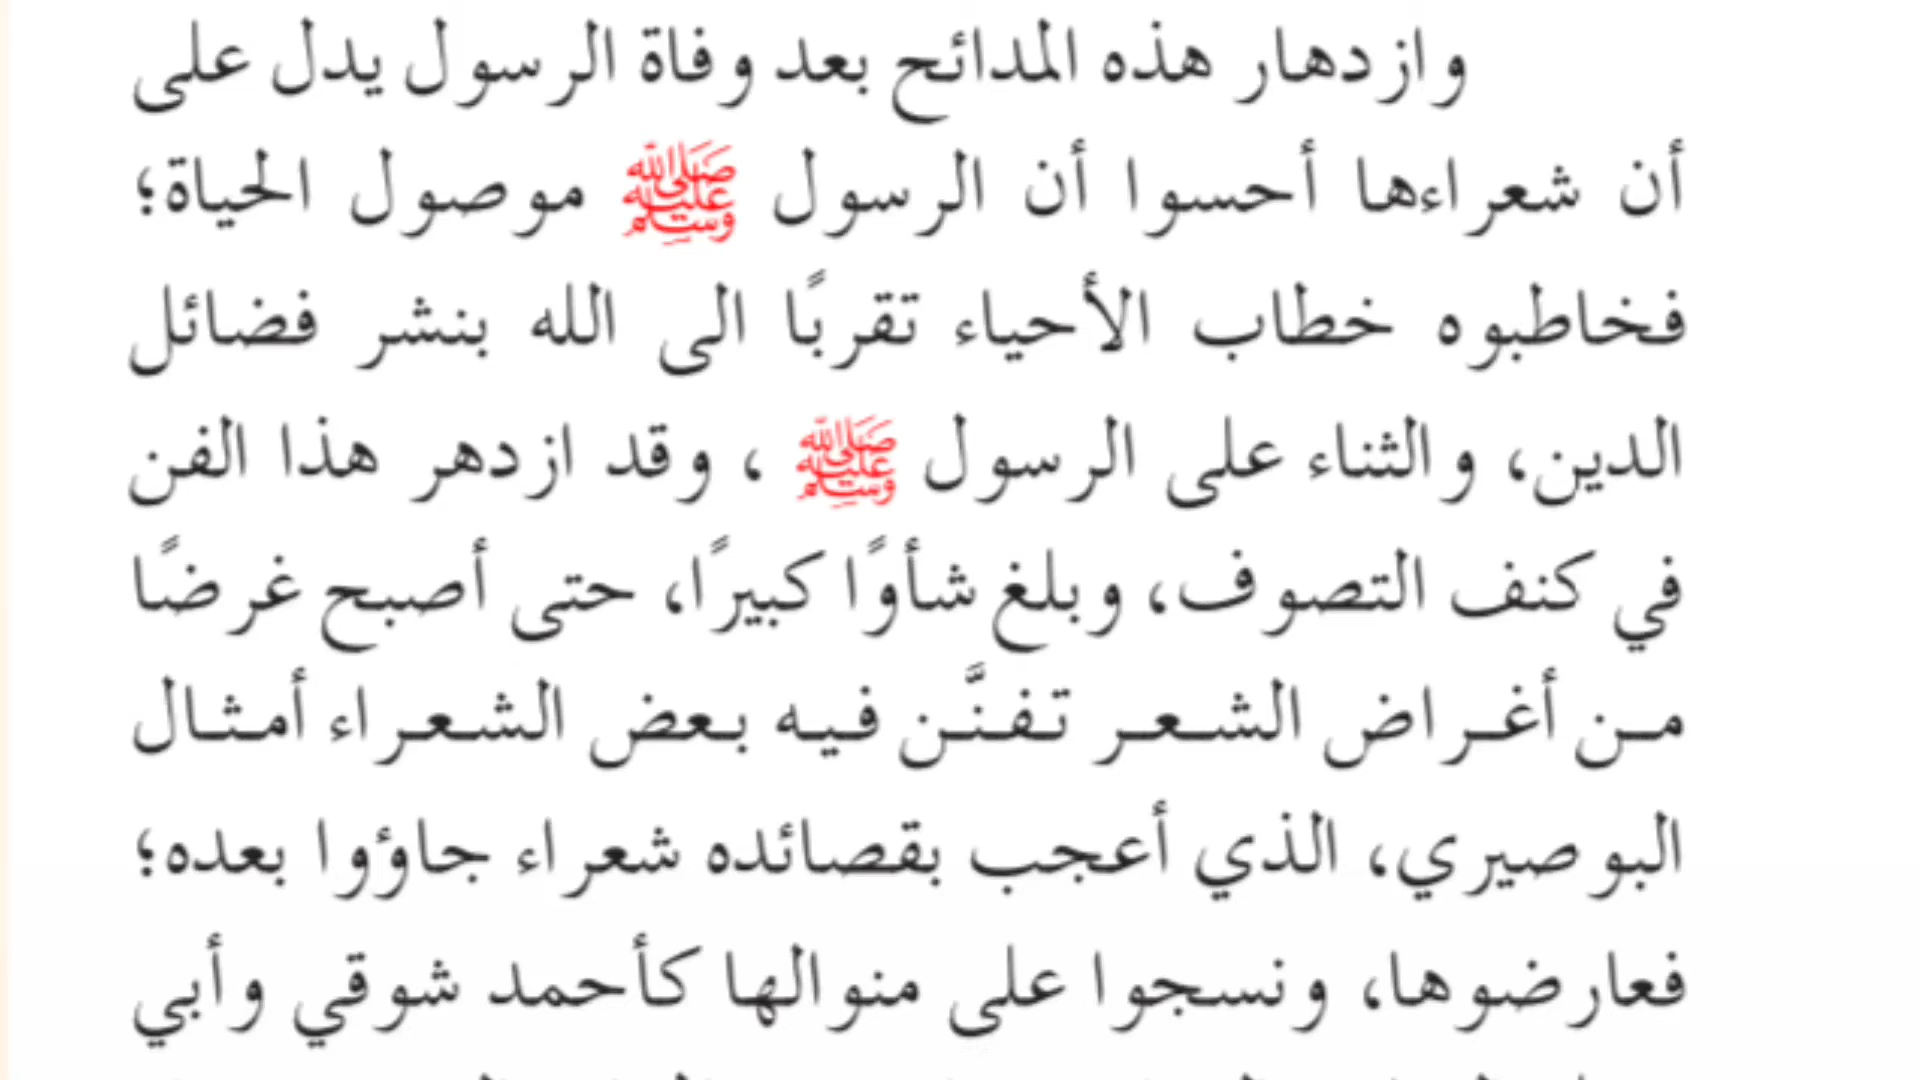 وازدهار هذه المدائح بعد وفاة الرسول يدل على
أن شعراءها أحسوا أن الرسول ﷺ موصول الحياة؛
فخاطبوه خطاب الأحياء تقربًا الى الله بنشر فضائل
الدين، والثناء على الرسول ﷺ ، وقد ازدهر هذا الفن
في كنف التصوف، وبلغ شأوًا كبيرًا، حتى أصبح غرضًا
من أغراض الشعر تفنَّن فيه بعض الشعراء أمثال
البوصيري، الذي أعجب بقصائده شعراء جاؤوا بعده؛
فعارضوها، ونسجوا على منوالها كأحمد شوقي وأبي